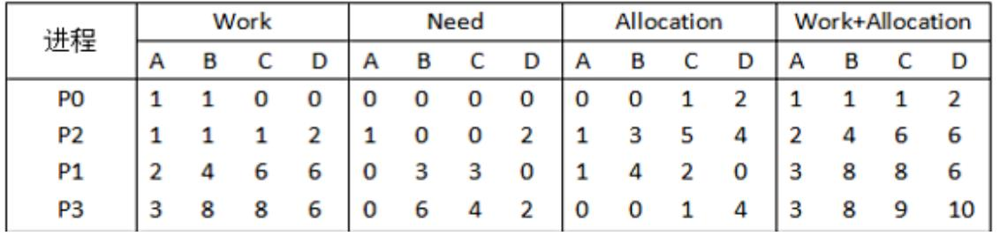 进程 Work Need Allocation Work+Allocation
A B C D A B C D A B C D A B C D
P0 1 1 0 0 0 0 0 0 0 0 1 2 1 1 1 2
P2 1 1 1 2 1 0 0 2 1 3 5 4 2 4 6 6
P1 2 4 6 6 0 3 3 0 1 4 2 0 3 8 8 6
P3 3 8 8 6 0 6 4 2 0 0 1 4 3 8 9 10